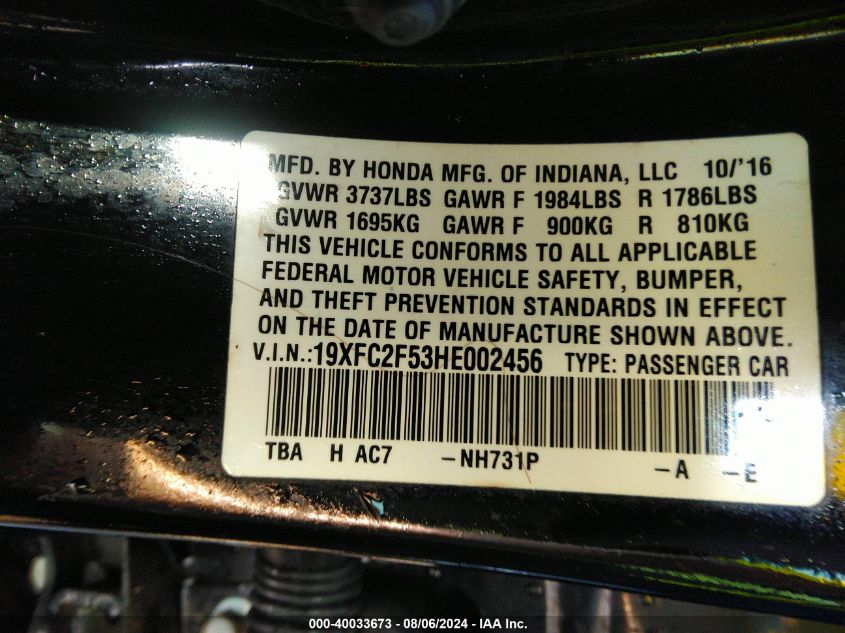 MFD. BY HONDA MFG. OF INDIANA, LLC 10/'16
GVWR 3737LBS GAWR F 1984LBS R 1786LBS
GVWR 1695KG GAWR F 900KG R 810KG
THIS VEHICLE CONFORMS TO ALL APPLICABLE
FEDERAL MOTOR VEHICLE SAFETY, BUMPER,
AND THEFT PREVENTION STANDARDS IN EFFECT
ON THE DATE OF MANUFACTURE SHOWN ABOVE.
V.I.N.:19XFC2F53HE002456 TYPE: PASSENGER CAR
TBA H AC7 -NH731P -A -E
000-40033673 - 08/06/2024 - IAA Inc.